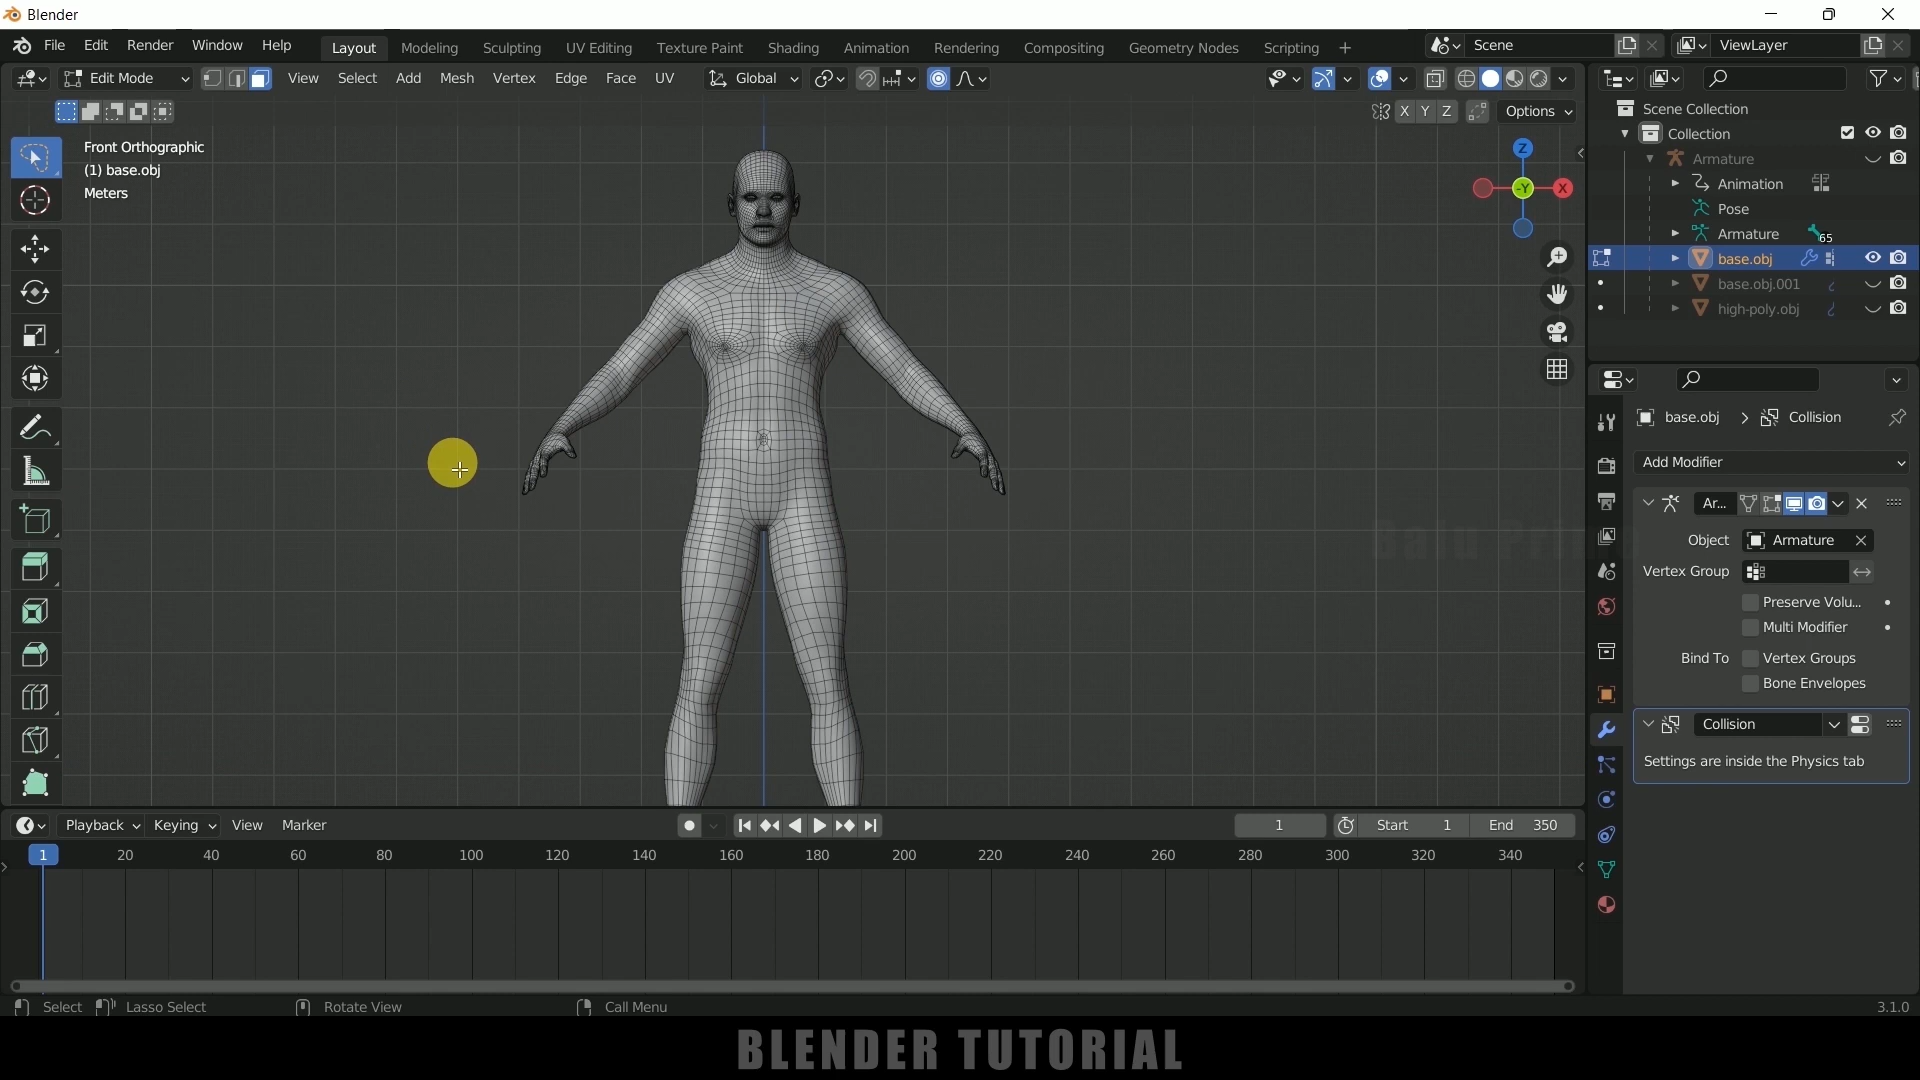 Blender
File Edit Render Window Help Layout Modeling Sculpting UV Editing Texture Paint Shading Animation Rendering Compositing Geometry Nodes Scripting + Scene ViewLayer
Edit Mode View Select Add Mesh Vertex Edge Face UV Global
X Y Z Options
Front Orthographic
(1) base.obj
Meters
Z
-Y X
Scene Collection
Collection
Armature
Animation
Pose
Armature 65
base.obj
base.obj.001
high-poly.obj
base.obj > Collision
Add Modifier
Ar...
Object Armature
Vertex Group
Preserve Volu...
Multi Modifier
Bind To Vertex Groups
Bone Envelopes
Collision
Settings are inside the Physics tab
Playback Keying View Marker 1 Start 1 End 350
1 20 40 60 80 100 120 140 160 180 200 220 240 260 280 300 320 340
Select Lasso Select Rotate View Call Menu 3.1.0
BLENDER TUTORIAL